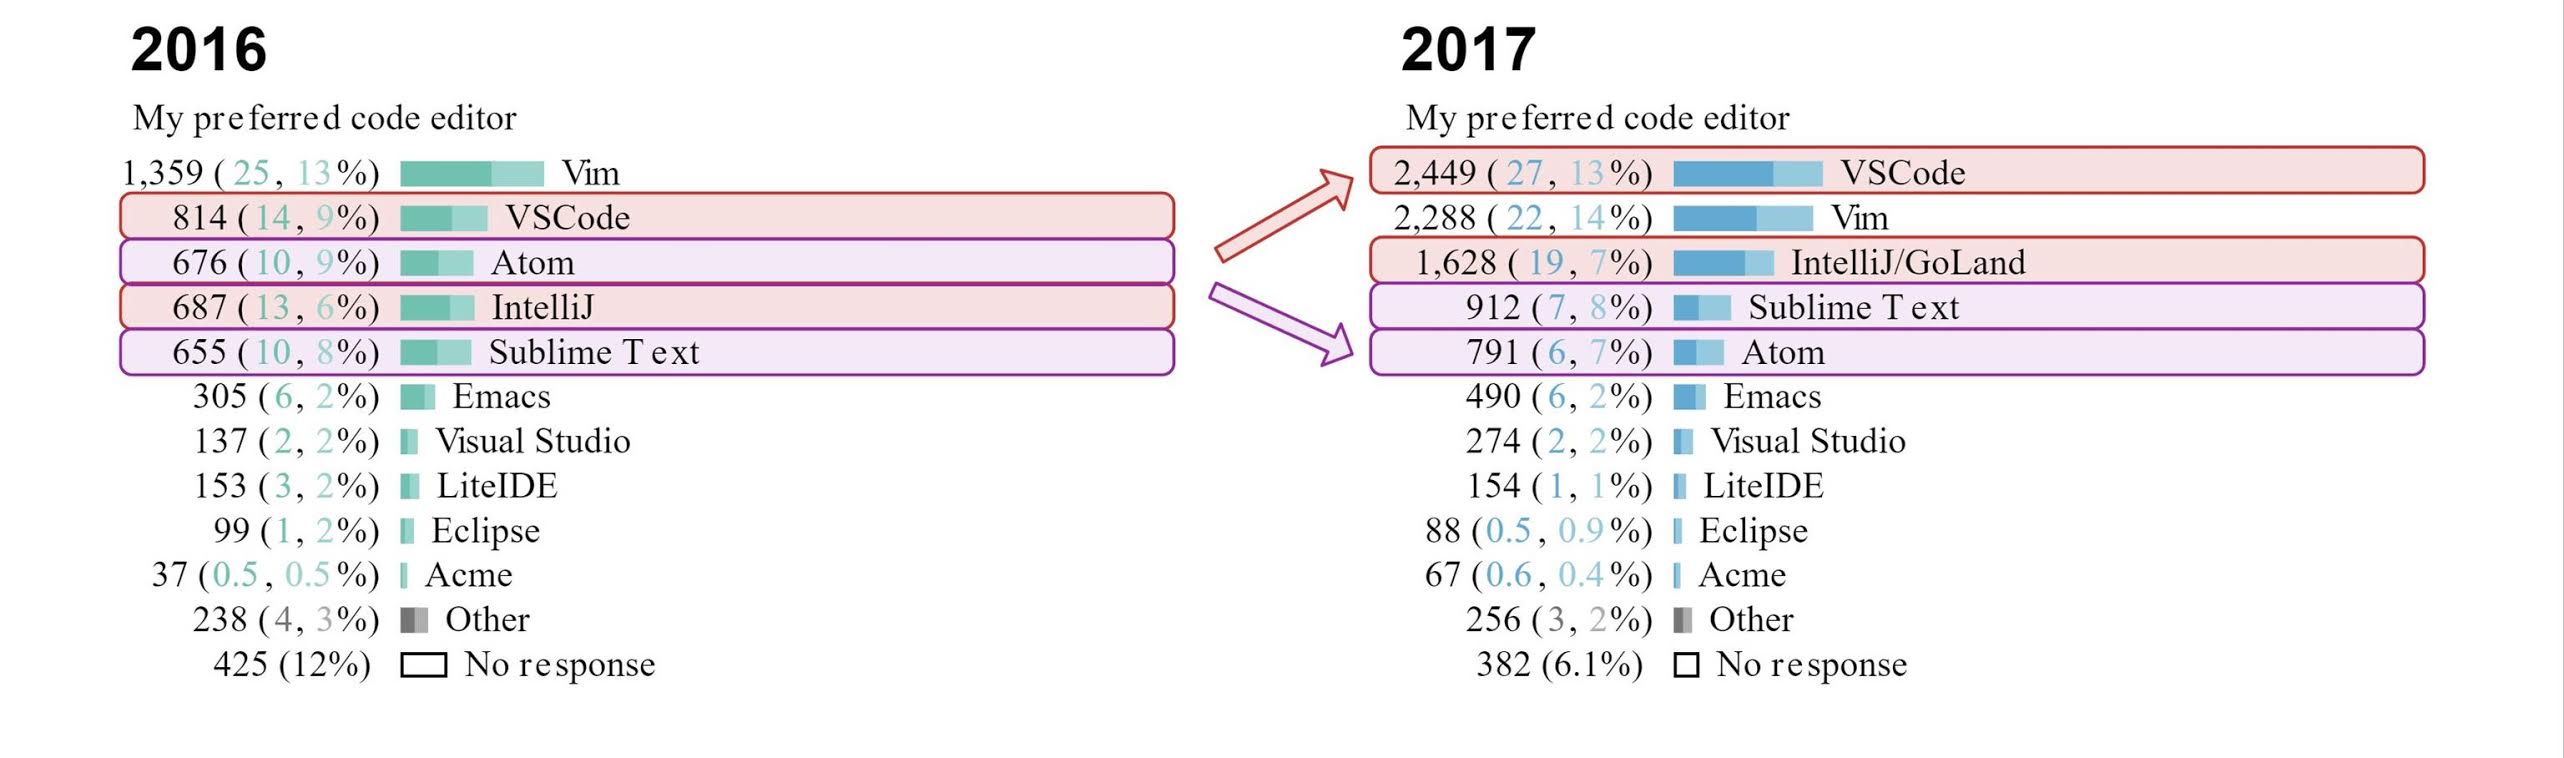 2016
My preferred code editor
1,359 (25, 13%) Vim
814 (14, 9%) VSCode
676 (10, 9%) Atom
687 (13, 6%) IntelliJ
655 (10, 8%) Sublime Text
305 (6, 2%) Emacs
137 (2, 2%) Visual Studio
153 (3, 2%) LiteIDE
99 (1, 2%) Eclipse
37 (0.5, 0.5%) Acme
238 (4, 3%) Other
425 (12%) No response
2017
My preferred code editor
2,449 (27, 13%) VSCode
2,288 (22, 14%) Vim
1,628 (19, 7%) IntelliJ/GoLand
912 (7, 8%) Sublime Text
791 (6, 7%) Atom
490 (6, 2%) Emacs
274 (2, 2%) Visual Studio
154 (1, 1%) LiteIDE
88 (0.5, 0.9%) Eclipse
67 (0.6, 0.4%) Acme
256 (3, 2%) Other
382 (6.1%) No response